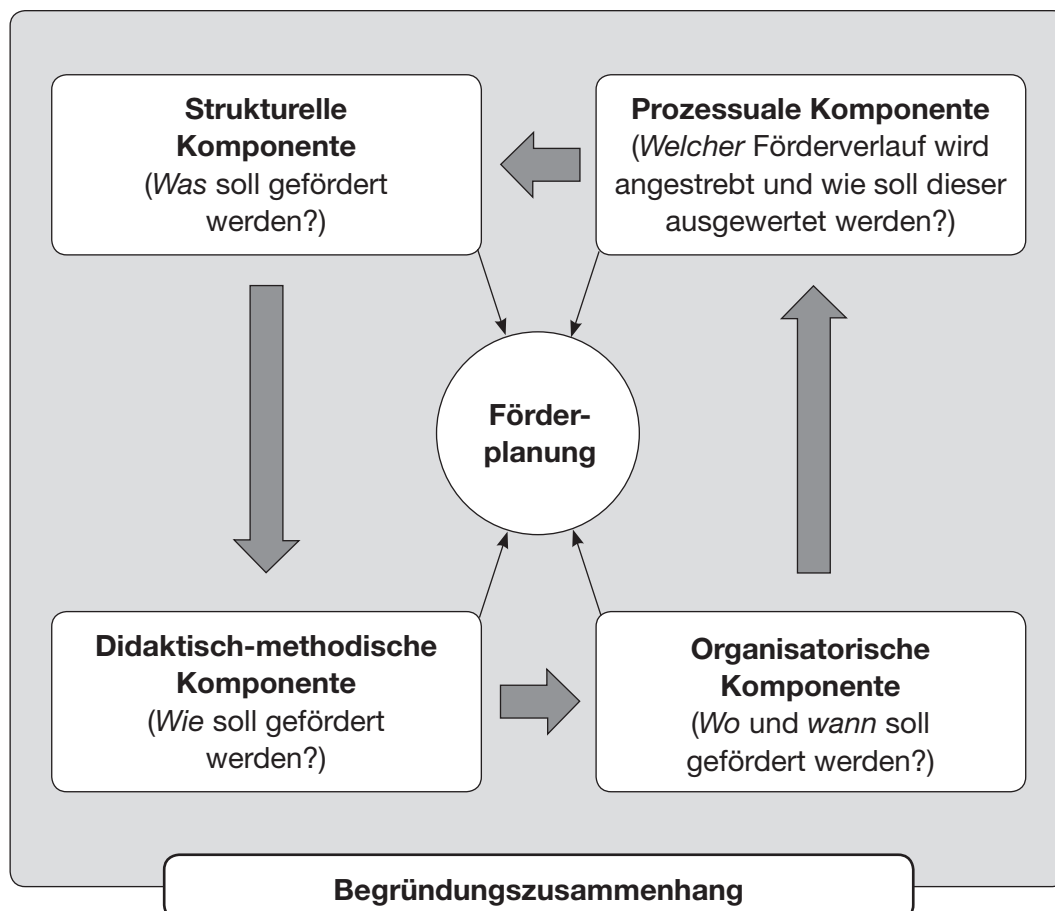 Strukturelle
Komponente
(Was soll gefördert
werden?)
Prozessuale Komponente
(Welcher Förderverlauf wird
angestrebt und wie soll dieser
ausgewertet werden?)
Förder-
planung
Didaktisch-methodische
Komponente
(Wie soll gefördert
werden?)
Organisatorische
Komponente
(Wo und wann soll
gefördert werden?)
Begründungszusammenhang